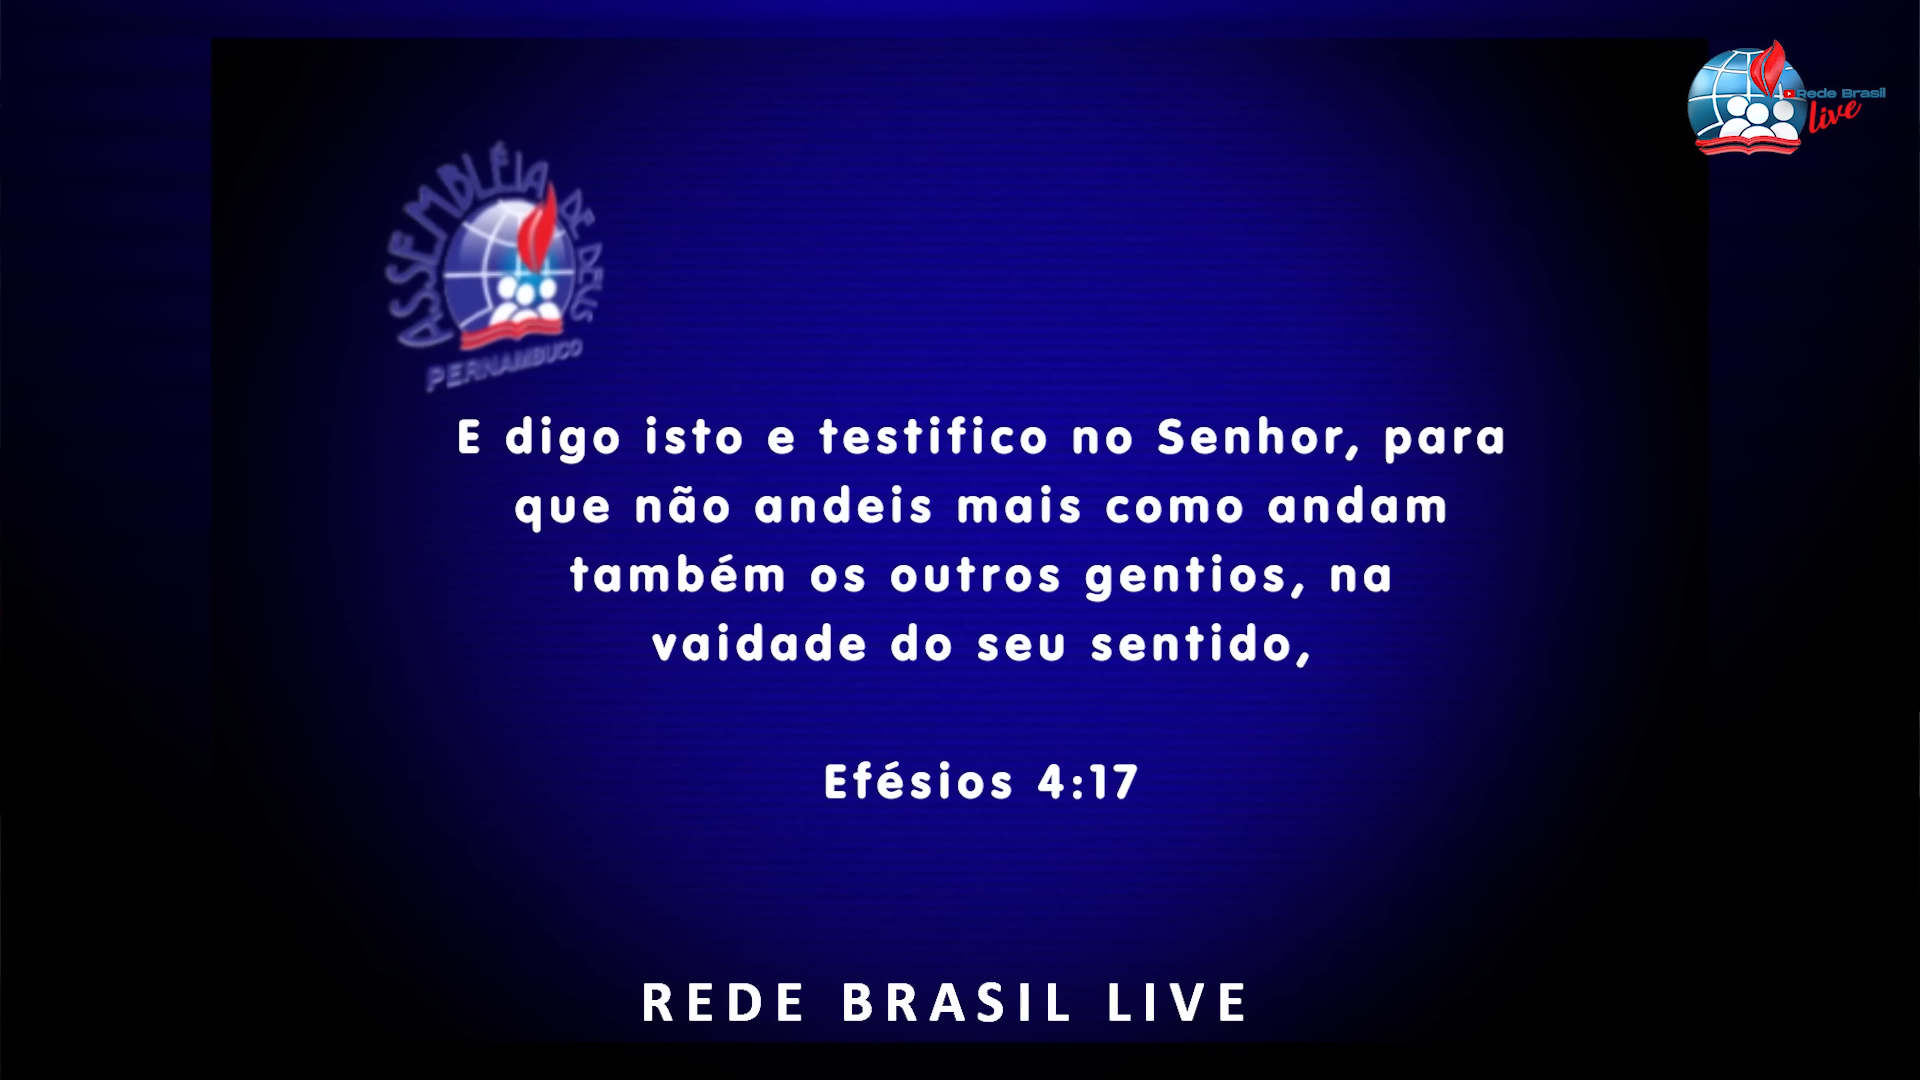 Rede Brasil
live
ASSEMBLÉIA DE DEUS
PERNAMBUCO
E digo isto e testifico no Senhor, para
que não andeis mais como andam
também os outros gentios, na
vaidade do seu sentido,
Efésios 4:17
REDE BRASIL LIVE